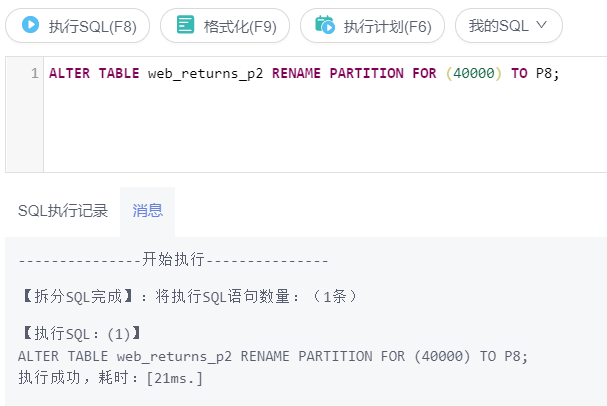 执行SQL(F8) 格式化(F9) 执行计划(F6) 我的SQL
1 ALTER TABLE web_returns_p2 RENAME PARTITION FOR (40000) TO P8;
SQL执行记录 消息
---------------开始执行---------------
【拆分SQL完成】：将执行SQL语句数量：（1条）
【执行SQL：(1)】
ALTER TABLE web_returns_p2 RENAME PARTITION FOR (40000) TO P8;
执行成功，耗时：[21ms.]